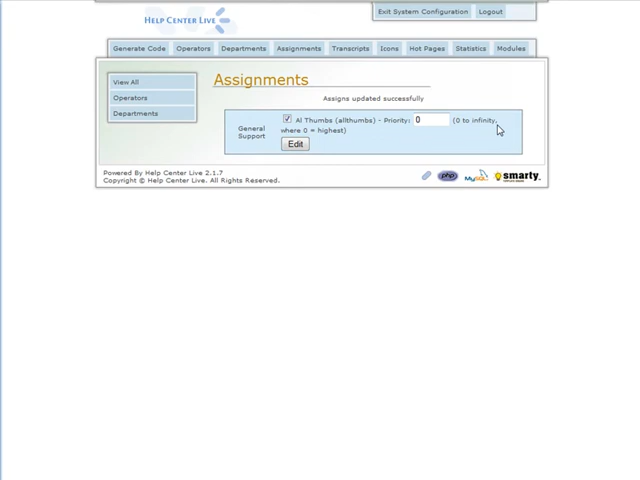 HELP CENTER LIVE
Exit System Configuration Logout
Generate Code Operators Departments Assignments Transcripts Icons Hot Pages Statistics Modules
View All
Operators
Departments
Assignments
Assigns updated successfully
General Support
Al Thumbs (allthumbs) - Priority: 0 (0 to infinity,
where 0 = highest)
Edit
Powered By Help Center Live 2.1.7
Copyright © Help Center Live. All Rights Reserved.
php MySQL smarty